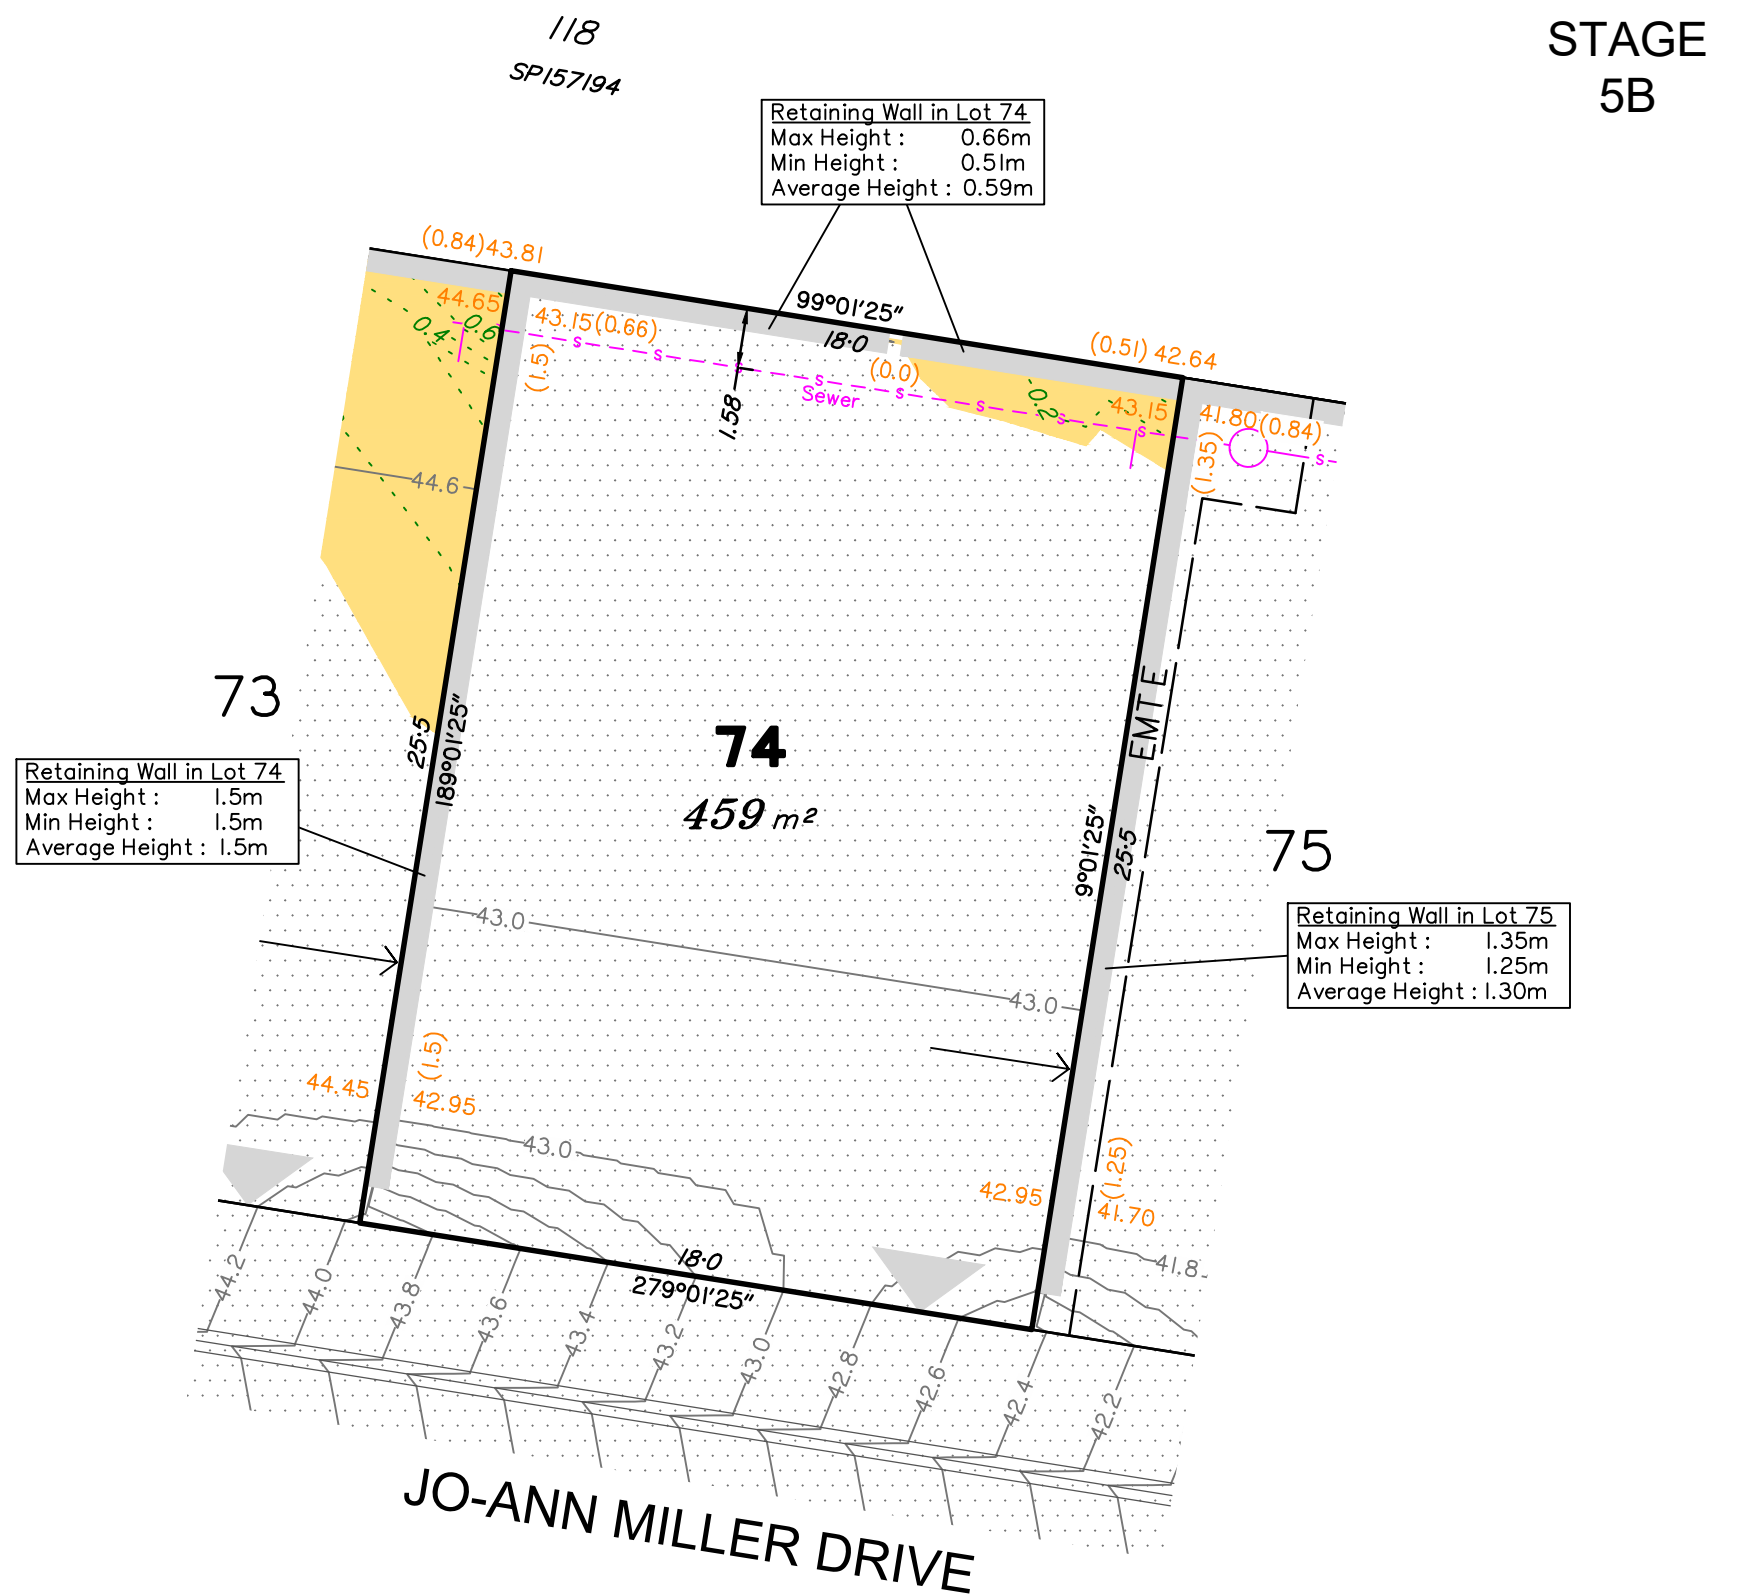 118
SP157194
STAGE
5B
Retaining Wall in Lot 74
Max Height : 0.66m
Min Height : 0.51m
Average Height : 0.59m
(0.84)43.81
44.65
0.4
0.6
43.15(0.66)
(1.5)
99°01'25"
18·0
(0.51) 42.64
(0.0)
Sewer
s
s
s
s
s
s
s
s
s
1.58
0.2
43.15
41.80(0.84)
(1.35)
44.6
73
25·5
189°01'25"
74
459 m²
EMTE
9°01'25"
25·5
75
Retaining Wall in Lot 74
Max Height : 1.5m
Min Height : 1.5m
Average Height : 1.5m
Retaining Wall in Lot 75
Max Height : 1.35m
Min Height : 1.25m
Average Height : 1.30m
43.0
43.0
(1.5)
44.45
42.95
43.0
42.95
(1.25)
41.70
41.8
18·0
279°01'25"
44.2
44.0
43.8
43.6
43.4
43.2
43.0
42.8
42.6
42.4
42.2
JO-ANN MILLER DRIVE